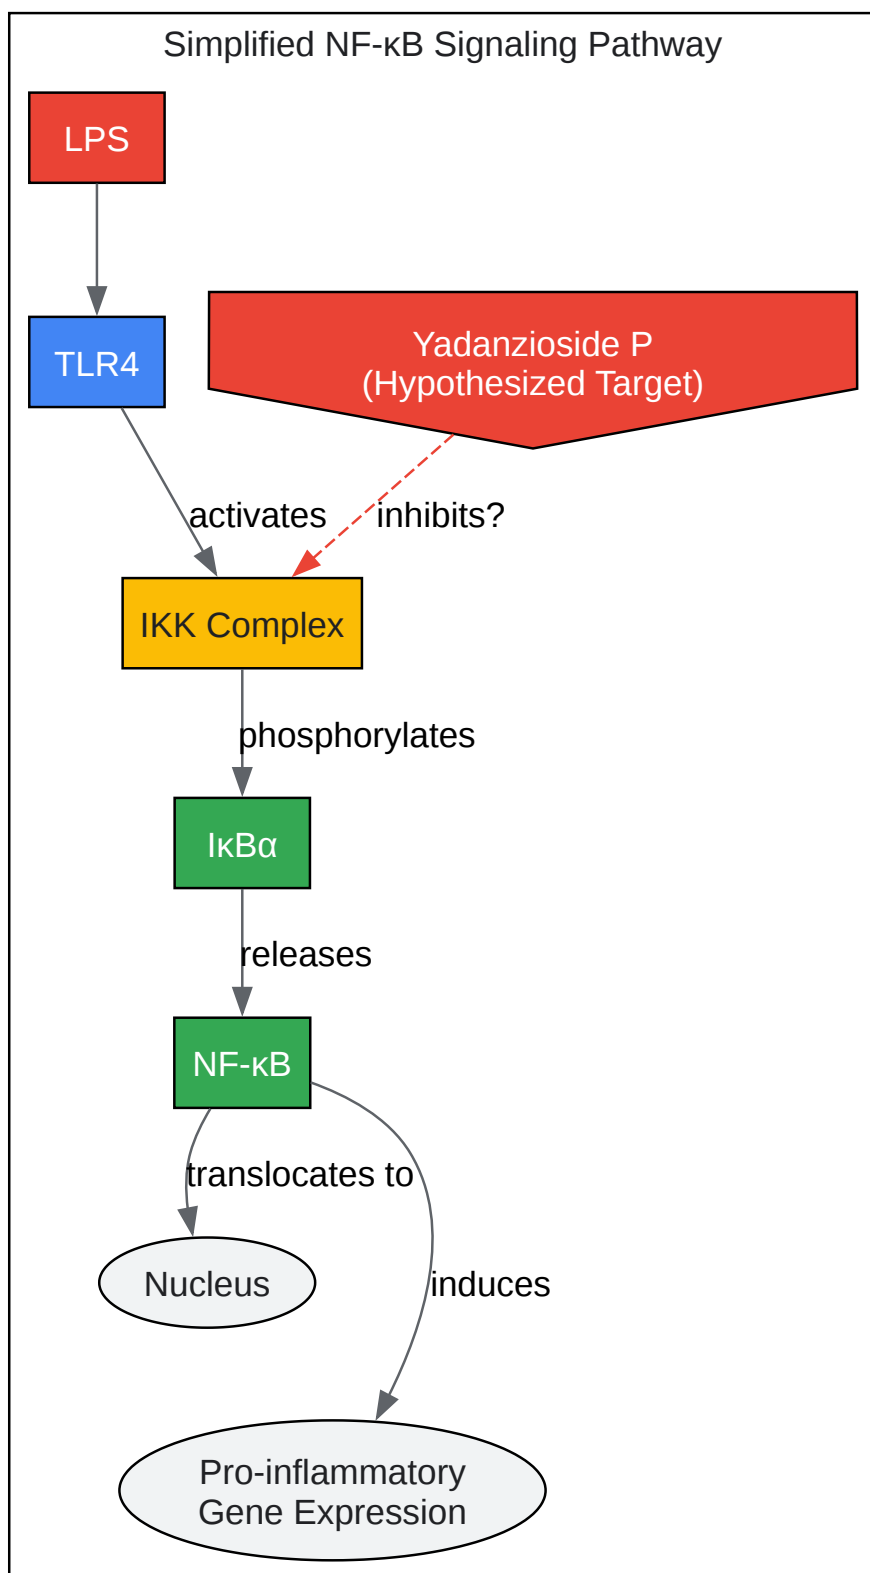 Simplified NF-κB Signaling Pathway
LPS
TLR4
Yadanzioside P
(Hypothesized Target)
activates
inhibits?
IKK Complex
phosphorylates
IκBα
releases
NF-κB
translocates to
Nucleus
induces
Pro-inflammatory
Gene Expression